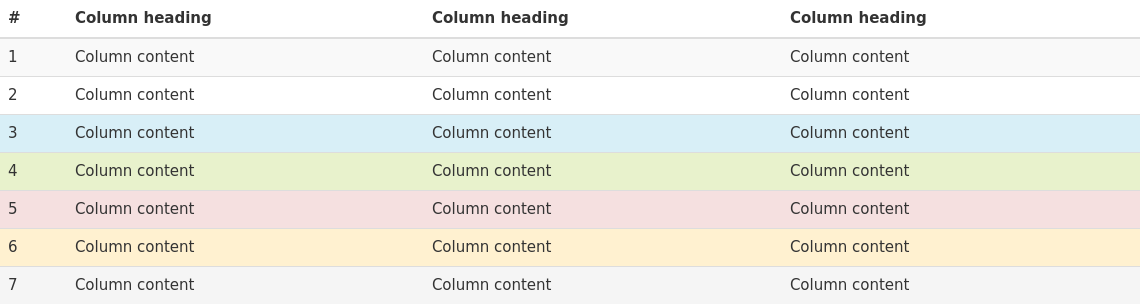 # Column heading Column heading Column heading
1 Column content Column content Column content
2 Column content Column content Column content
3 Column content Column content Column content
4 Column content Column content Column content
5 Column content Column content Column content
6 Column content Column content Column content
7 Column content Column content Column content